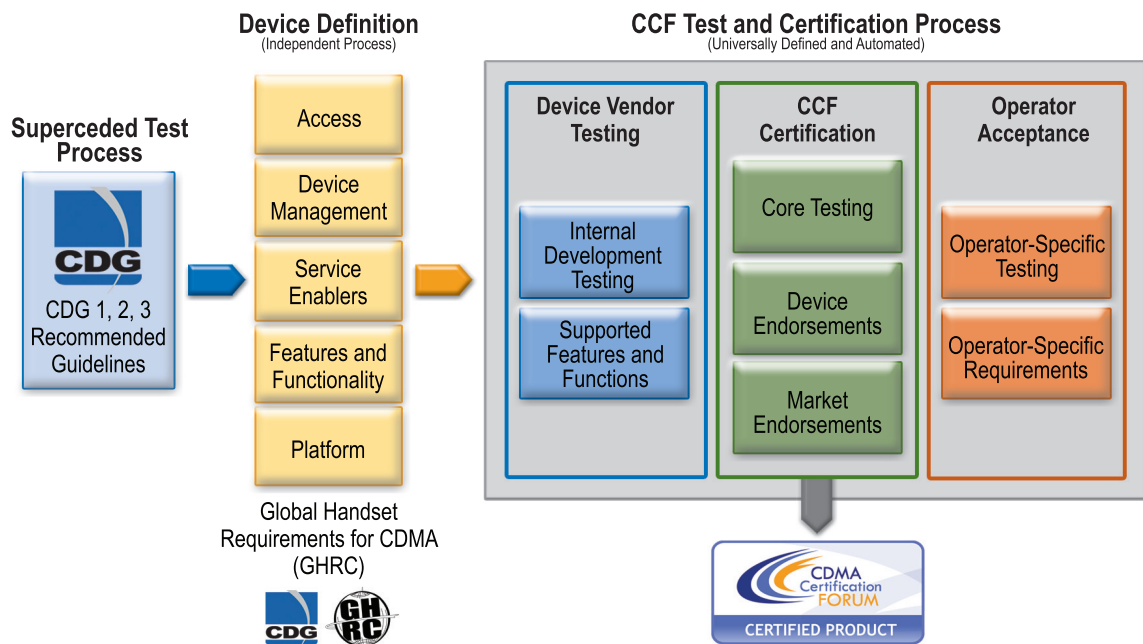 Device Definition
(Independent Process)
CCF Test and Certification Process
(Universally Defined and Automated)
Superceded Test
Process
CDG
CDG 1, 2, 3
Recommended
Guidelines
Access
Device
Management
Service
Enablers
Features and
Functionality
Platform
Global Handset
Requirements for CDMA
(GHRC)
CDG
GH
RC
Device Vendor
Testing
Internal
Development
Testing
Supported
Features and
Functions
CCF
Certification
Core Testing
Device
Endorsements
Market
Endorsements
Operator
Acceptance
Operator-Specific
Testing
Operator-Specific
Requirements
CDMA
Certification
FORUM
CERTIFIED PRODUCT